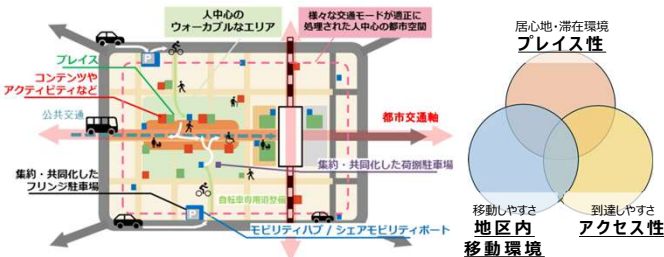 人中心の
ウォーカブルなエリア
様々な交通モードが適正に
処理された人中心の都市空間
プレイス
コンテンツや
アクティビティなど
公共交通
都市交通軸
集約・共同化した荷捌駐車場
集約・共同化した
フリンジ駐車場
自転車専用道整備
モビリティハブ / シェアモビリティポート
P
P
居心地・滞在環境
プレイス性
移動しやすさ
地区内
移動環境
到達しやすさ
アクセス性